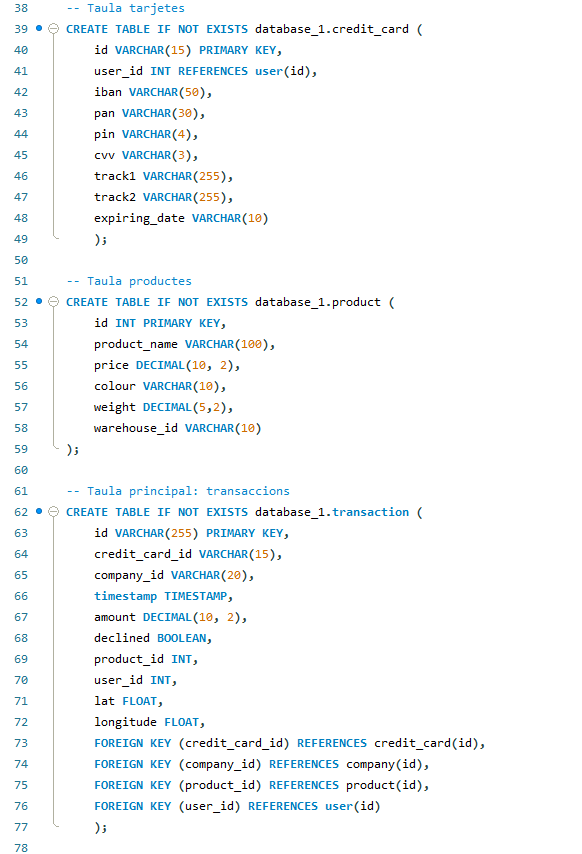 38 -- Taula tarjetes
39 CREATE TABLE IF NOT EXISTS database_1.credit_card (
40 id VARCHAR(15) PRIMARY KEY,
41 user_id INT REFERENCES user(id),
42 iban VARCHAR(50),
43 pan VARCHAR(30),
44 pin VARCHAR(4),
45 cvv VARCHAR(3),
46 track1 VARCHAR(255),
47 track2 VARCHAR(255),
48 expiring_date VARCHAR(10)
49 );
50
51 -- Taula productes
52 CREATE TABLE IF NOT EXISTS database_1.product (
53 id INT PRIMARY KEY,
54 product_name VARCHAR(100),
55 price DECIMAL(10, 2),
56 colour VARCHAR(10),
57 weight DECIMAL(5,2),
58 warehouse_id VARCHAR(10)
59 );
60
61 -- Taula principal: transaccions
62 CREATE TABLE IF NOT EXISTS database_1.transaction (
63 id VARCHAR(255) PRIMARY KEY,
64 credit_card_id VARCHAR(15),
65 company_id VARCHAR(20),
66 timestamp TIMESTAMP,
67 amount DECIMAL(10, 2),
68 declined BOOLEAN,
69 product_id INT,
70 user_id INT,
71 lat FLOAT,
72 longitude FLOAT,
73 FOREIGN KEY (credit_card_id) REFERENCES credit_card(id),
74 FOREIGN KEY (company_id) REFERENCES company(id),
75 FOREIGN KEY (product_id) REFERENCES product(id),
76 FOREIGN KEY (user_id) REFERENCES user(id)
77 );
78